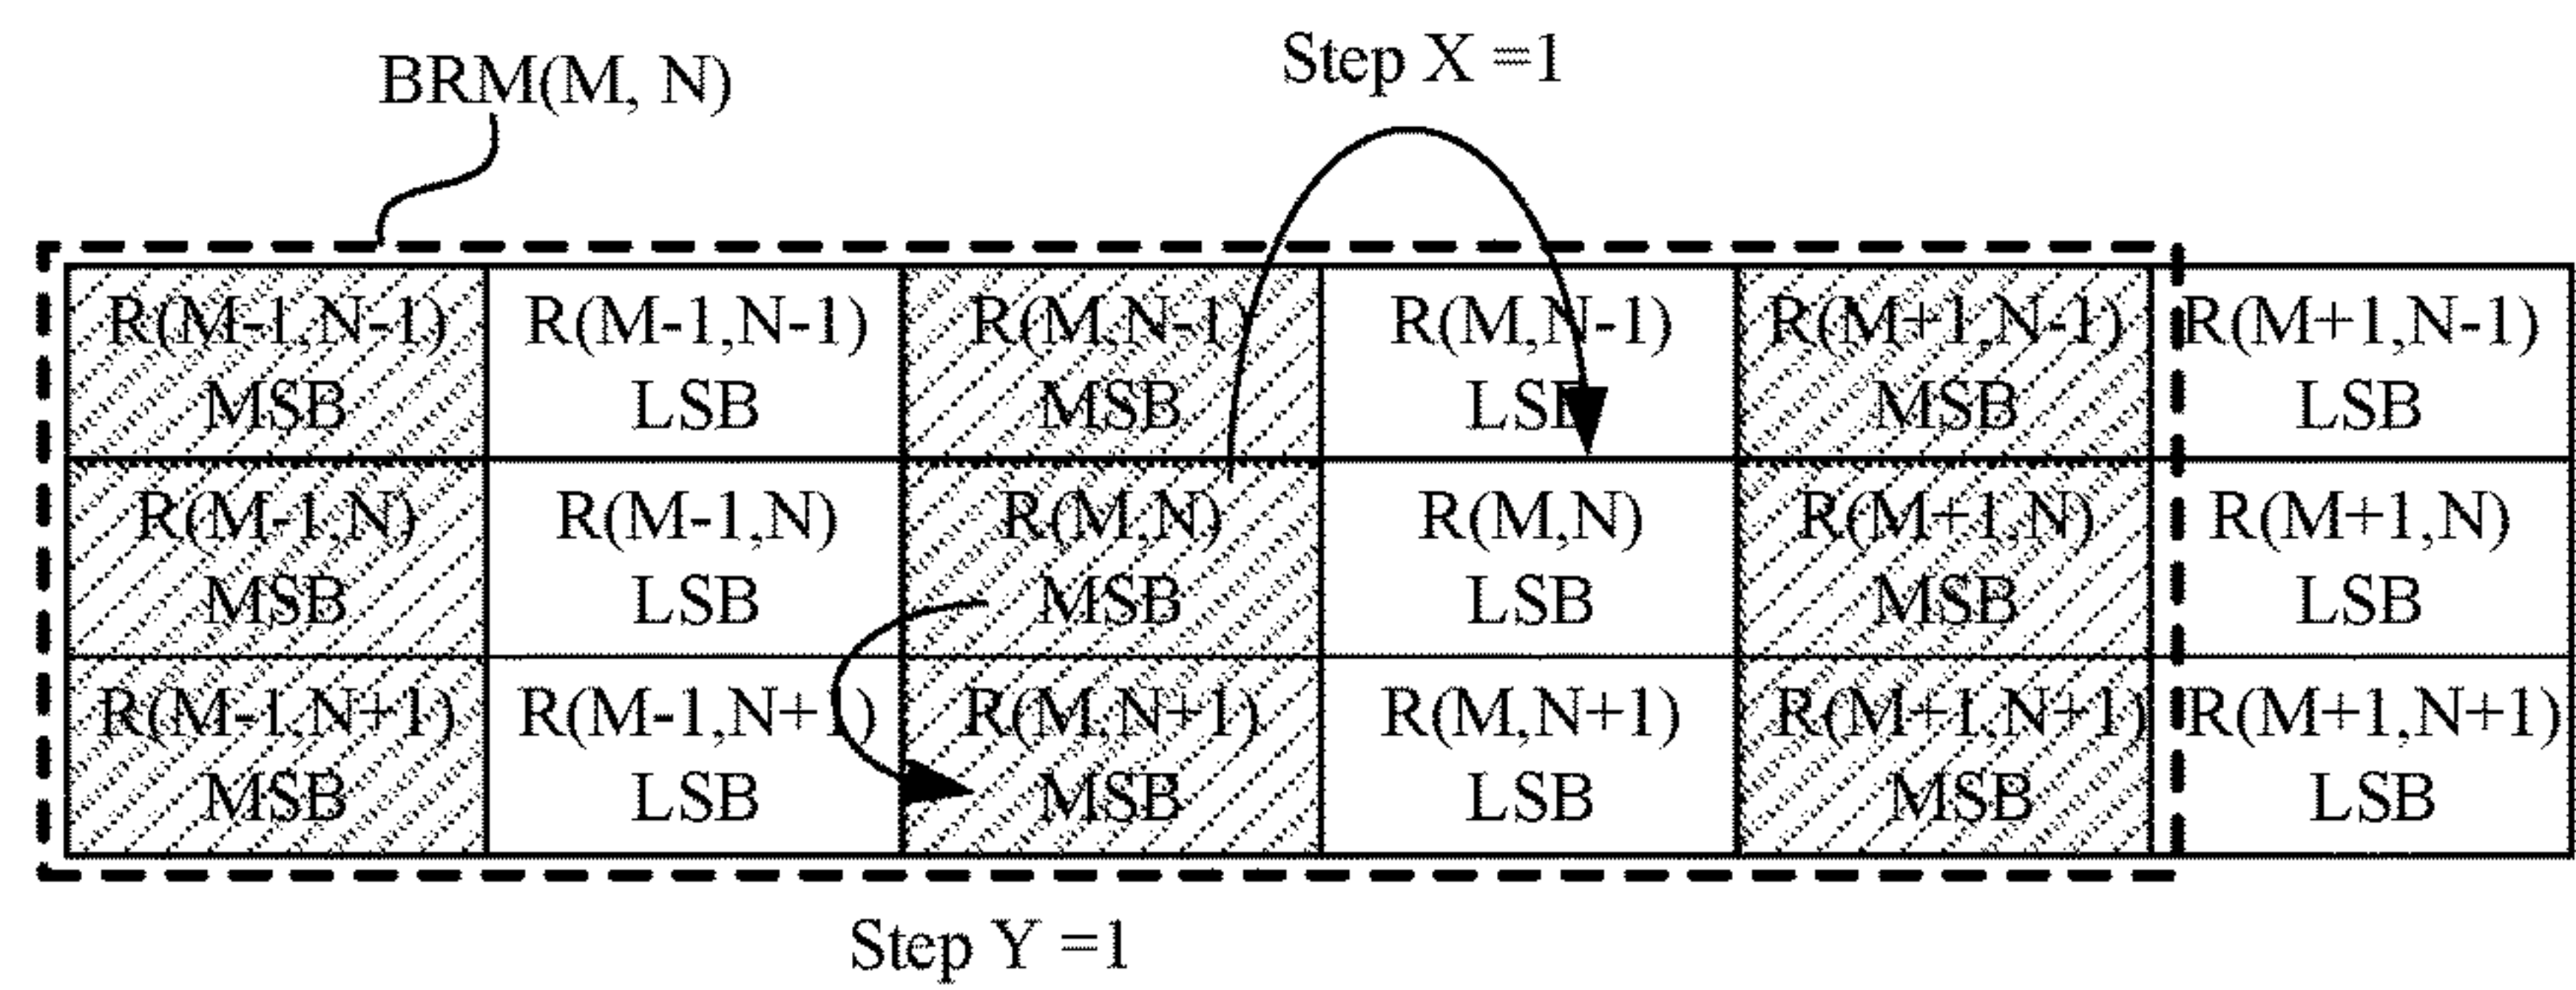 BRM(M, N)
Step X =1
R(M-1,N-1) R(M-1,N-1) R(M,N-1) R(M,N-1) R(M+1,N-1) R(M+1,N-1)
MSB LSB MSB LSB MSB LSB
R(M-1,N) R(M-1,N) R(M,N) R(M,N) R(M+1,N) R(M+1,N)
MSB LSB MSB LSB MSB LSB
R(M-1,N+1) R(M-1,N+1) R(M,N+1) R(M,N+1) R(M+1,N+1) R(M+1,N+1)
MSB LSB MSB LSB MSB LSB
Step Y =1